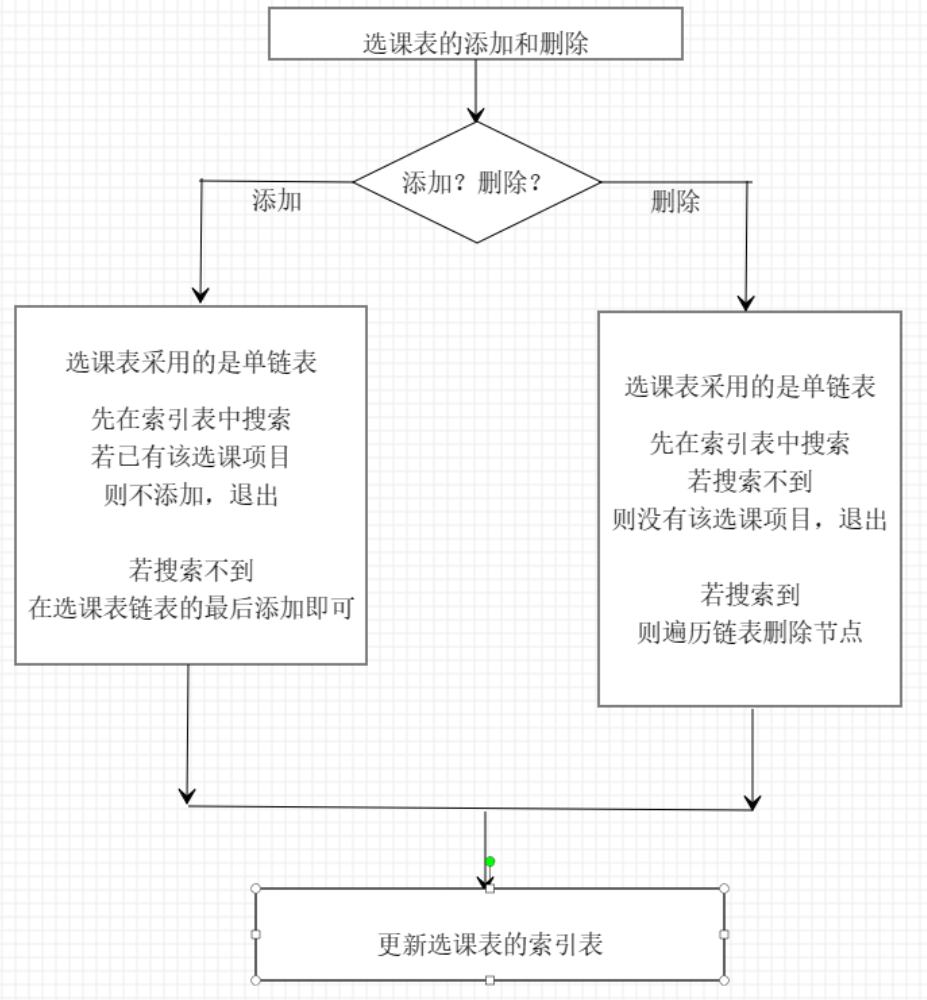 选课表的添加和删除
添加？删除？
添加
删除
选课表采用的是单链表
先在索引表中搜索
若已有该选课项目
则不添加，退出
若搜索不到
在选课表链表的最后添加即可
选课表采用的是单链表
先在索引表中搜索
若搜索不到
则没有该选课项目，退出
若搜索到
则遍历链表删除节点
更新选课表的索引表